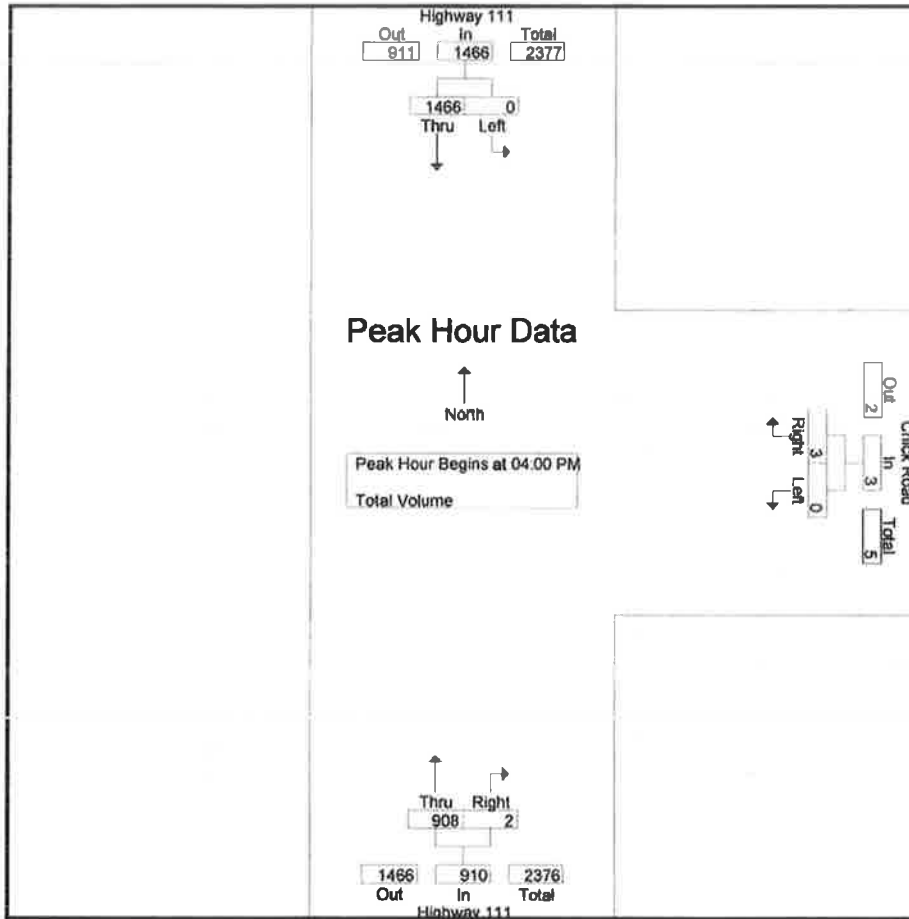 Highway 111
Out In Total
911 1466 2377
1466 0
Thru Left
Peak Hour Data
North
Peak Hour Begins at 04:00 PM
Total Volume
Chick Road
Out In Total
2 3 5
Right Left
3 0
Thru Right
908 2
1466 910 2376
Out In Total
Highway 111